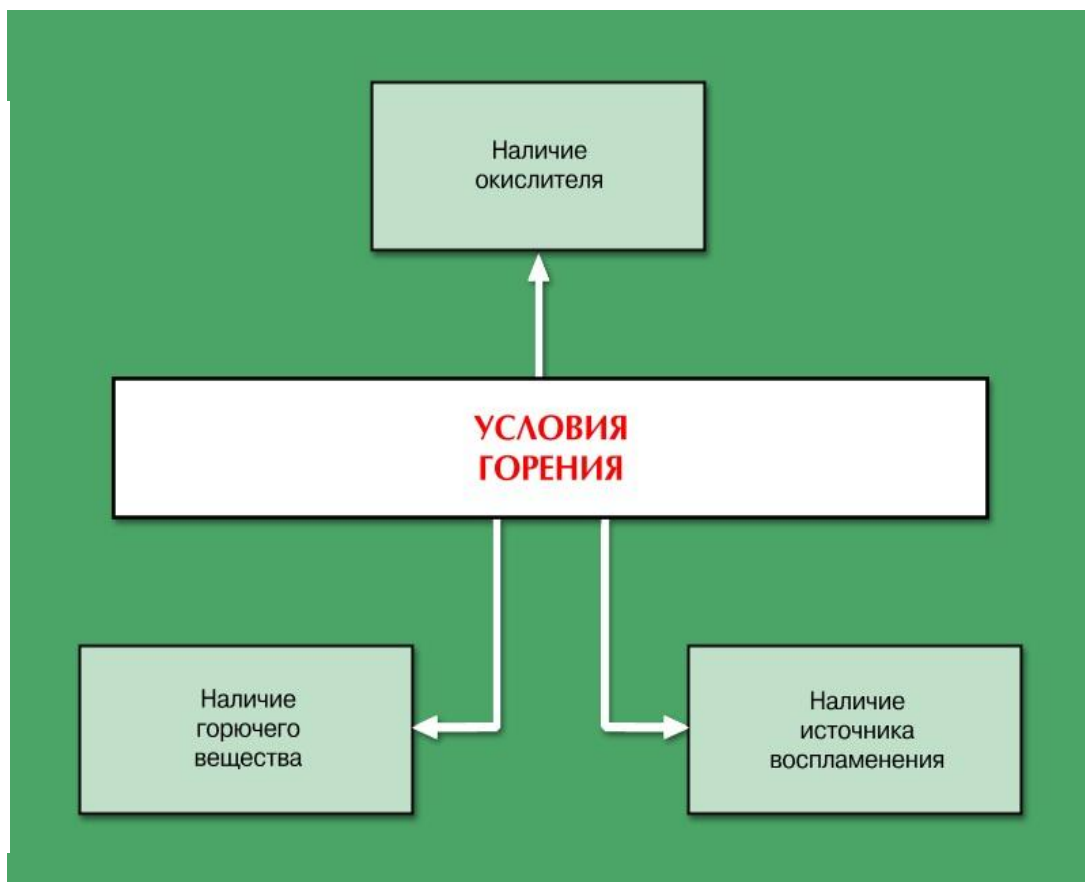 Наличие
окислителя
УСЛОВИЯ
ГОРЕНИЯ
Наличие
горючего
вещества
Наличие
источника
воспламенения